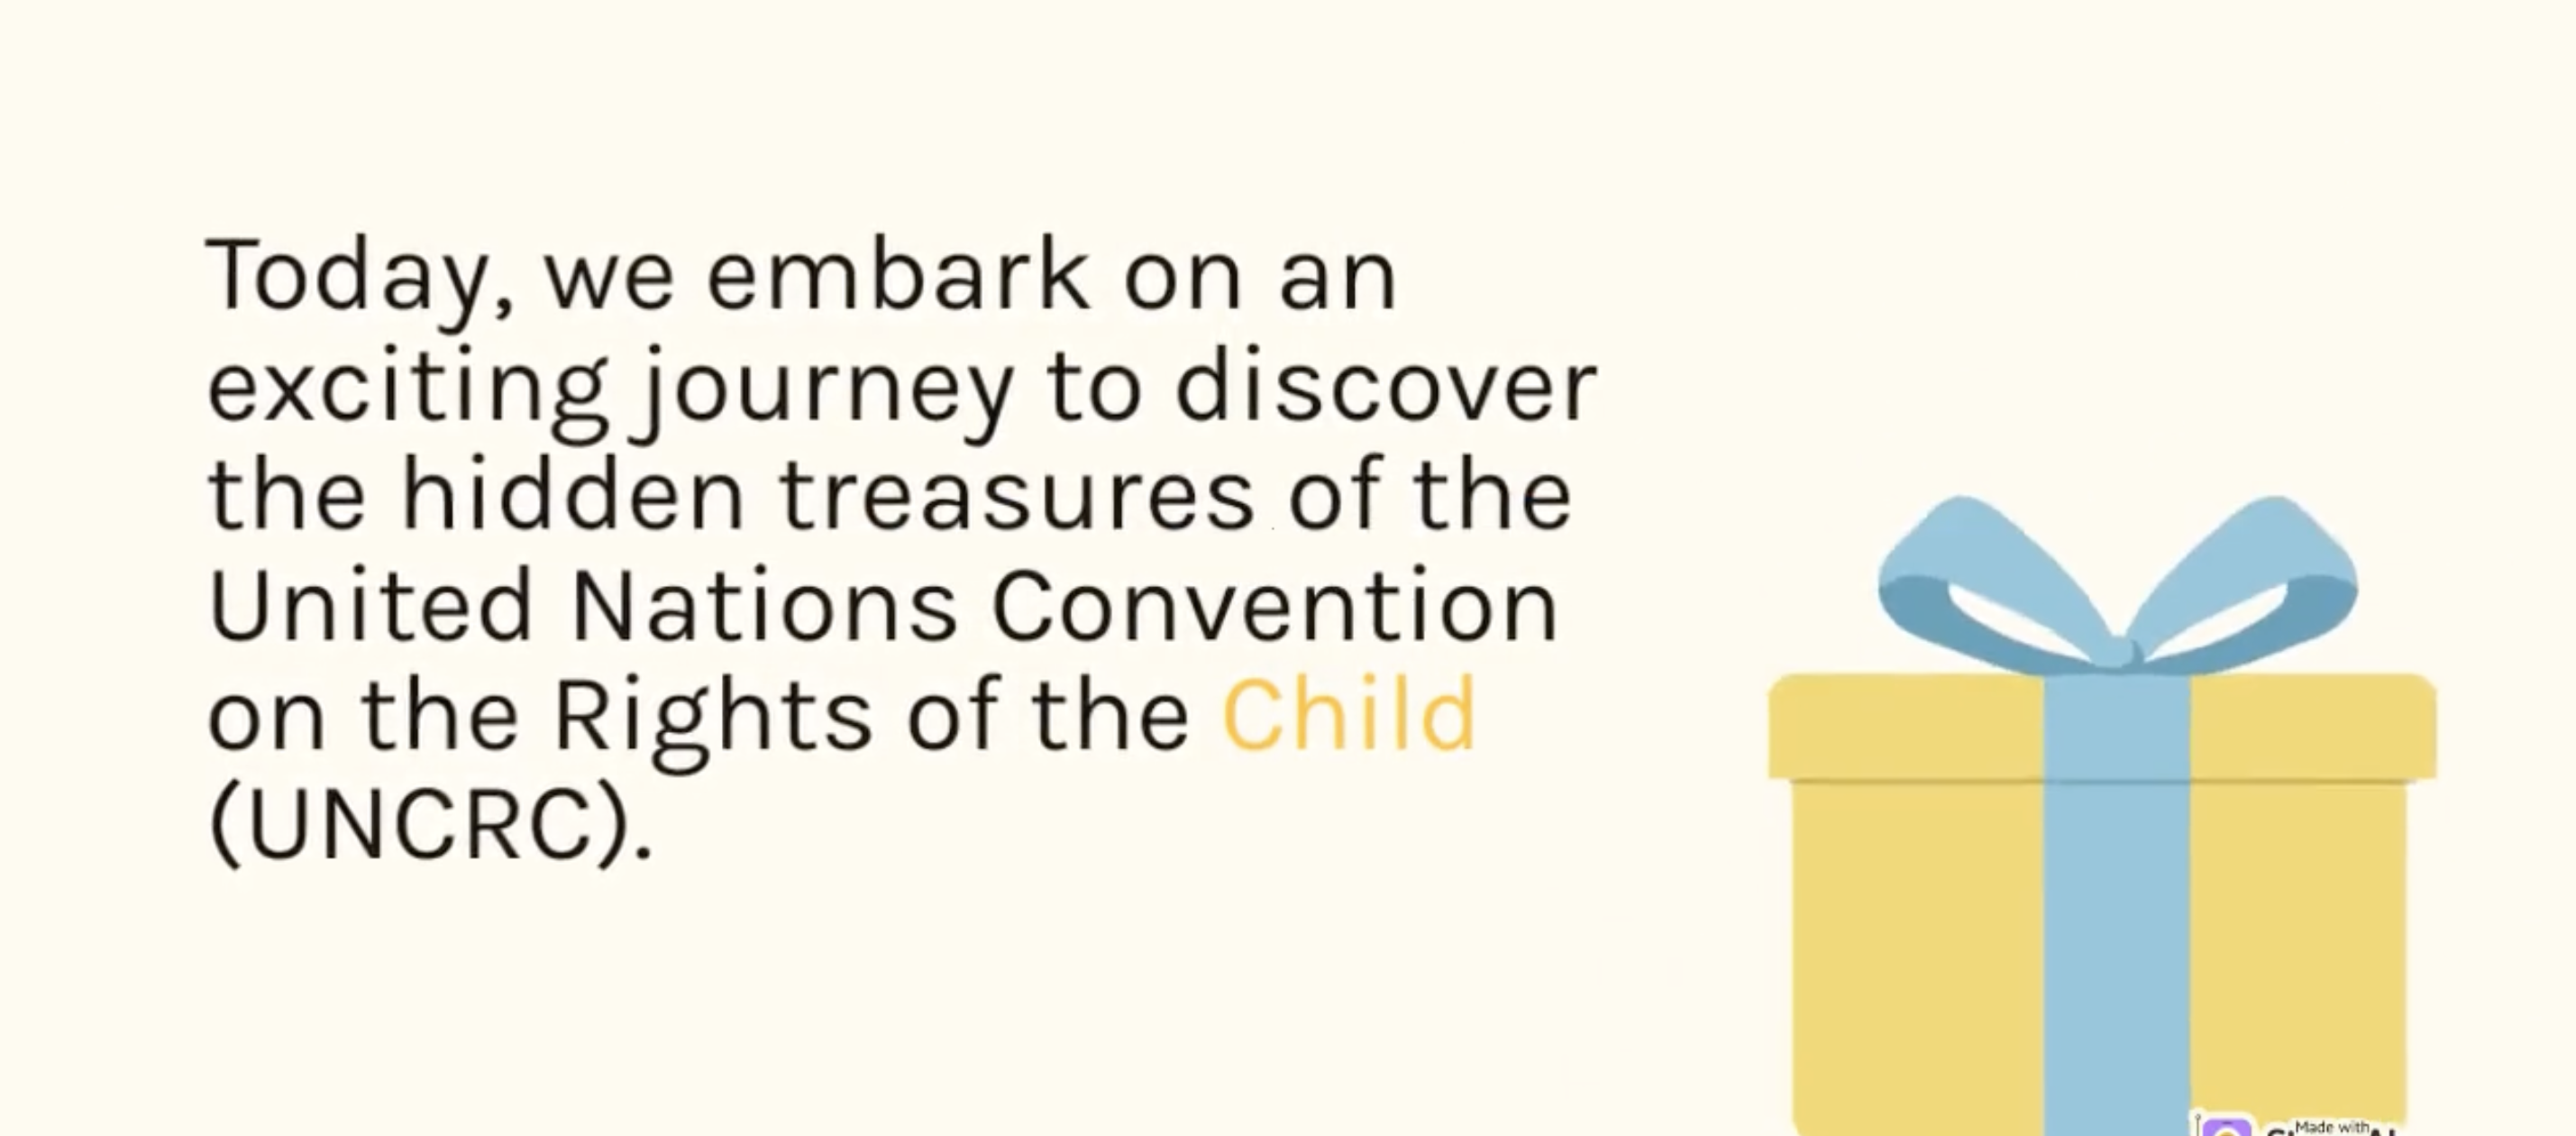 Today, we embark on an
exciting journey to discover
the hidden treasures of the
United Nations Convention
on the Rights of the Child
(UNCRC).
Made with